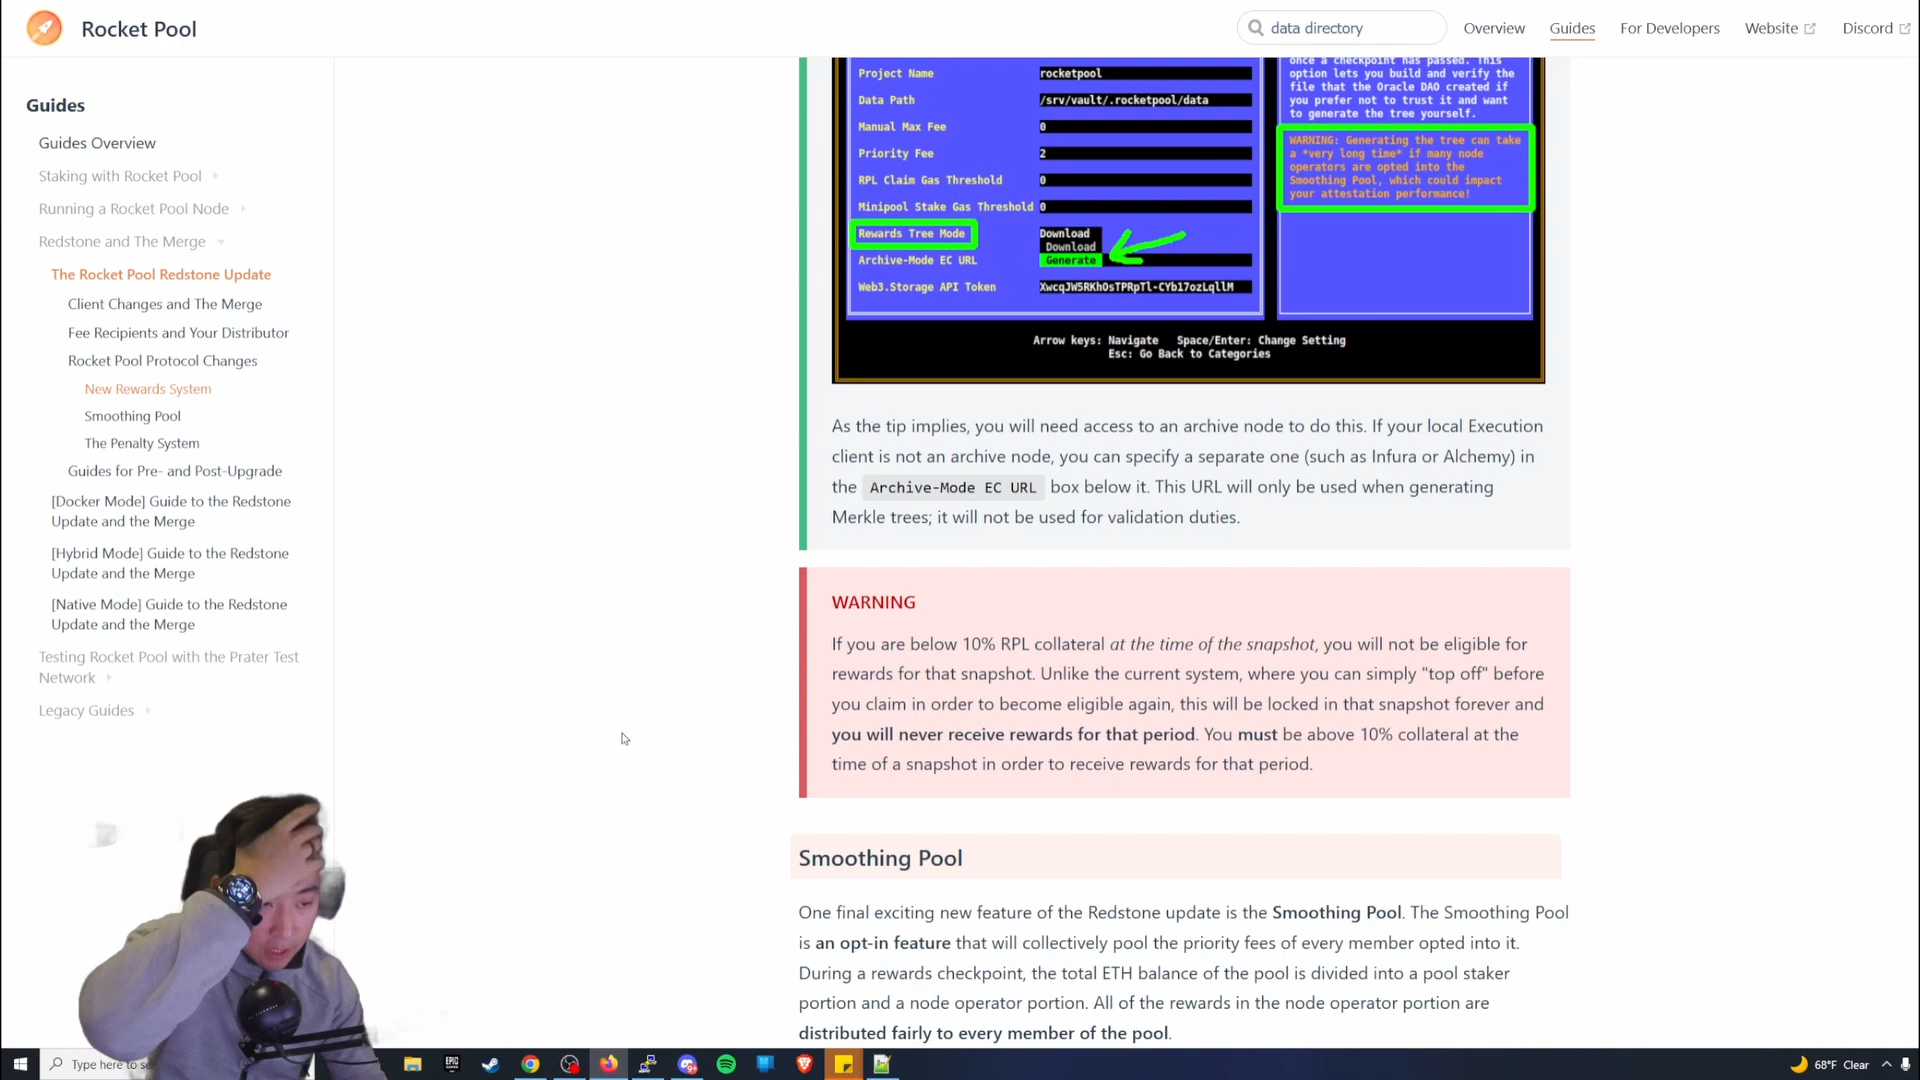 Rocket Pool
data directory
Overview
Guides
For Developers
Website
Discord
Guides
Guides Overview
Staking with Rocket Pool
Running a Rocket Pool Node
Redstone and The Merge
The Rocket Pool Redstone Update
Client Changes and The Merge
Fee Recipients and Your Distributor
Rocket Pool Protocol Changes
New Rewards System
Smoothing Pool
The Penalty System
Guides for Pre- and Post-Upgrade
[Docker Mode] Guide to the Redstone
Update and the Merge
[Hybrid Mode] Guide to the Redstone
Update and the Merge
[Native Mode] Guide to the Redstone
Update and the Merge
Testing Rocket Pool with the Prater Test
Network
Legacy Guides
Project Name rocketpool
Data Path /srv/vault/.rocketpool/data
Manual Max Fee 0
Priority Fee 2
RPL Claim Gas Threshold 0
Minipool Stake Gas Threshold 0
Rewards Tree Mode Download
Download
Archive-Mode EC URL Generate
Web3.Storage API Token XwcqJW5RKhOsTPRpTl-CYb17ozLqllM
once a checkpoint has passed. This
option lets you build and verify the
file that the Oracle DAO created if
you prefer not to trust it and want
to generate the tree yourself.
WARNING: Generating the tree can take
a *very long time* if many node
operators are opted into the
Smoothing Pool, which could impact
your attestation performance!
Arrow keys: Navigate Space/Enter: Change Setting
Esc: Go Back to Categories
As the tip implies, you will need access to an archive node to do this. If your local Execution
client is not an archive node, you can specify a separate one (such as Infura or Alchemy) in
the Archive-Mode EC URL box below it. This URL will only be used when generating
Merkle trees; it will not be used for validation duties.
WARNING
If you are below 10% RPL collateral at the time of the snapshot, you will not be eligible for
rewards for that snapshot. Unlike the current system, where you can simply "top off" before
you claim in order to become eligible again, this will be locked in that snapshot forever and
you will never receive rewards for that period. You must be above 10% collateral at the
time of a snapshot in order to receive rewards for that period.
Smoothing Pool
One final exciting new feature of the Redstone update is the Smoothing Pool. The Smoothing Pool
is an opt-in feature that will collectively pool the priority fees of every member opted into it.
During a rewards checkpoint, the total ETH balance of the pool is divided into a pool staker
portion and a node operator portion. All of the rewards in the node operator portion are
distributed fairly to every member of the pool.
Type here to se
EPIC
68°F Clear